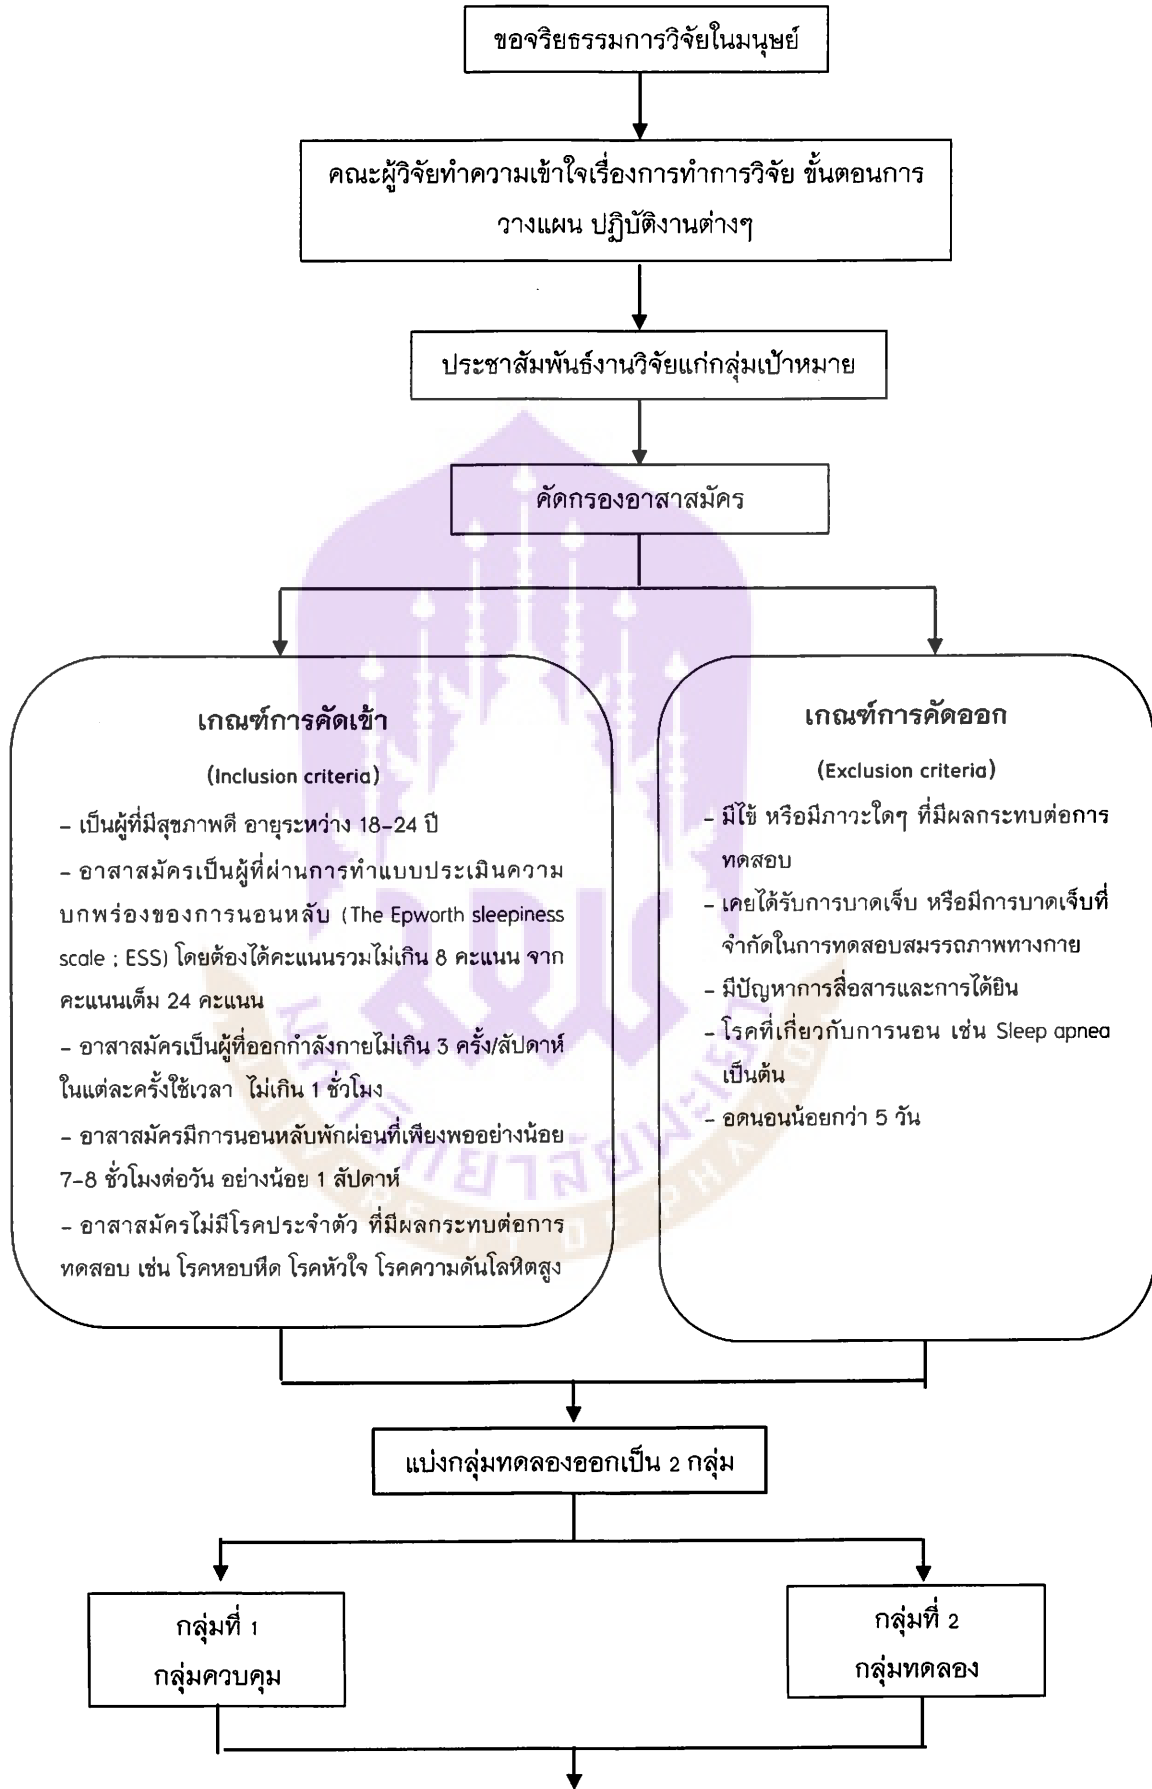 ขอจริยธรรมการวิจัยในมนุษย์
คณะผู้วิจัยทำความเข้าใจเรื่องการทำการวิจัย ขั้นตอนการ
วางแผน ปฏิบัติงานต่างๆ
ประชาสัมพันธ์งานวิจัยแก่กลุ่มเป้าหมาย
คัดกรองอาสาสมัคร
เกณฑ์การคัดเข้า
(Inclusion criteria)
– เป็นผู้ที่มีสุขภาพดี อายุระหว่าง 18-24 ปี
– อาสาสมัครเป็นผู้ที่ผ่านการทำแบบประเมินความ
บกพร่องของการนอนหลับ (The Epworth sleepiness
scale ; ESS) โดยต้องได้คะแนนรวมไม่เกิน 8 คะแนน จาก
คะแนนเต็ม 24 คะแนน
– อาสาสมัครเป็นผู้ที่ออกกำลังกายไม่เกิน 3 ครั้ง/สัปดาห์
ในแต่ละครั้งใช้เวลา ไม่เกิน 1 ชั่วโมง
– อาสาสมัครมีการนอนหลับพักผ่อนที่เพียงพออย่างน้อย
7-8 ชั่วโมงต่อวัน อย่างน้อย 1 สัปดาห์
– อาสาสมัครไม่มีโรคประจำตัว ที่มีผลกระทบต่อการ
ทดสอบ เช่น โรคหอบหืด โรคหัวใจ โรคความดันโลหิตสูง
เกณฑ์การคัดออก
(Exclusion criteria)
– มีไข้ หรือมีภาวะใดๆ ที่มีผลกระทบต่อการ
ทดสอบ
– เคยได้รับการบาดเจ็บ หรือมีการบาดเจ็บที่
จำกัดในการทดสอบสมรรถภาพทางกาย
– มีปัญหาการสื่อสารและการได้ยิน
– โรคที่เกี่ยวกับการนอน เช่น Sleep apnea
เป็นต้น
– อดนอนน้อยกว่า 5 วัน
มหาวิทยาลัยพะเยา
UNIVERSITY OF PHAYAO
แบ่งกลุ่มทดลองออกเป็น 2 กลุ่ม
กลุ่มที่ 1
กลุ่มควบคุม
กลุ่มที่ 2
กลุ่มทดลอง